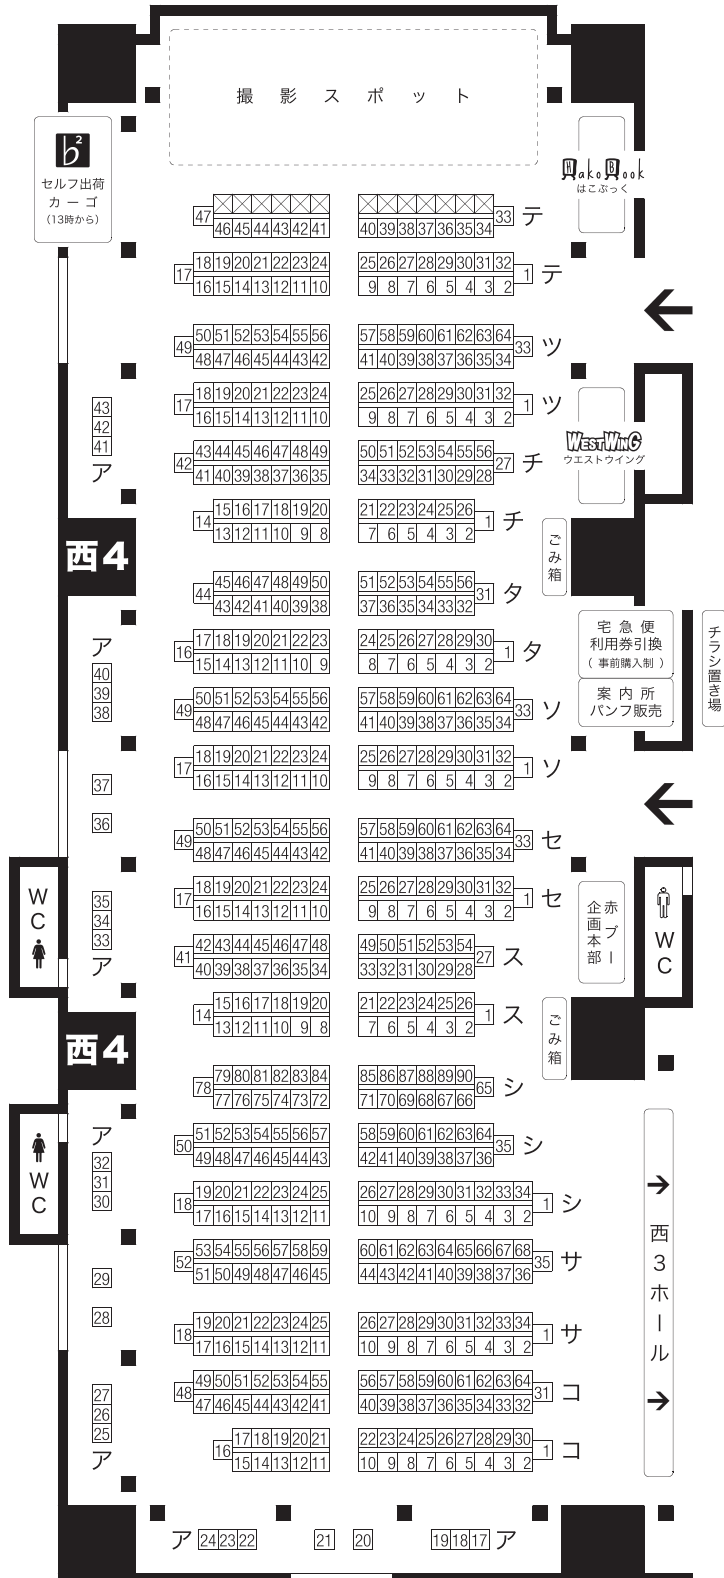 撮影スポット
b2
セルフ出荷
カーゴ
(13時から)
Hako Book
はこぶっく
47 33 テ
46 45 44 43 42 41 40 39 38 37 36 35 34
18 19 20 21 22 23 24 25 26 27 28 29 30 31 32
17 1 テ
16 15 14 13 12 11 10 9 8 7 6 5 4 3 2
50 51 52 53 54 55 56 57 58 59 60 61 62 63 64
49 33 ツ
48 47 46 45 44 43 42 41 40 39 38 37 36 35 34
18 19 20 21 22 23 24 25 26 27 28 29 30 31 32
17 1 ツ
16 15 14 13 12 11 10 9 8 7 6 5 4 3 2
43
42
41
ア
WESTWING
ウエストウイング
43 44 45 46 47 48 49 50 51 52 53 54 55 56
42 27 チ
41 40 39 38 37 36 35 34 33 32 31 30 29 28
15 16 17 18 19 20 21 22 23 24 25 26
14 1 チ
13 12 11 10 9 8 7 6 5 4 3 2
西4
ごみ箱
45 46 47 48 49 50 51 52 53 54 55 56
44 31 タ
43 42 41 40 39 38 37 36 35 34 33 32
17 18 19 20 21 22 23 24 25 26 27 28 29 30
16 1 タ
15 14 13 12 11 10 9 8 7 6 5 4 3 2
ア
40
39
38
宅急便
利用券引換
(事前購入制)
案内所
パンフ販売
チラシ置き場
50 51 52 53 54 55 56 57 58 59 60 61 62 63 64
49 33 ソ
48 47 46 45 44 43 42 41 40 39 38 37 36 35 34
18 19 20 21 22 23 24 25 26 27 28 29 30 31 32
17 1 ソ
16 15 14 13 12 11 10 9 8 7 6 5 4 3 2
37
36
50 51 52 53 54 55 56 57 58 59 60 61 62 63 64
49 33 セ
48 47 46 45 44 43 42 41 40 39 38 37 36 35 34
18 19 20 21 22 23 24 25 26 27 28 29 30 31 32
17 1 セ
16 15 14 13 12 11 10 9 8 7 6 5 4 3 2
WC
35
34
33
ア
赤ブー
企画本部
WC
42 43 44 45 46 47 48 49 50 51 52 53 54
41 27 ス
40 39 38 37 36 35 34 33 32 31 30 29 28
15 16 17 18 19 20 21 22 23 24 25 26
14 1 ス
13 12 11 10 9 8 7 6 5 4 3 2
西4
ごみ箱
79 80 81 82 83 84 85 86 87 88 89 90
78 65 シ
77 76 75 74 73 72 71 70 69 68 67 66
51 52 53 54 55 56 57 58 59 60 61 62 63 64
50 35 シ
49 48 47 46 45 44 43 42 41 40 39 38 37 36
WC
ア
32
31
30
19 20 21 22 23 24 25 26 27 28 29 30 31 32 33 34
18 1 シ
17 16 15 14 13 12 11 10 9 8 7 6 5 4 3 2
53 54 55 56 57 58 59 60 61 62 63 64 65 66 67 68
52 35 サ
51 50 49 48 47 46 45 44 43 42 41 40 39 38 37 36
西3ホール
29
28
19 20 21 22 23 24 25 26 27 28 29 30 31 32 33 34
18 1 サ
17 16 15 14 13 12 11 10 9 8 7 6 5 4 3 2
49 50 51 52 53 54 55 56 57 58 59 60 61 62 63 64
48 31 コ
47 46 45 44 43 42 41 40 39 38 37 36 35 34 33 32
27
26
25
ア
17 18 19 20 21 22 23 24 25 26 27 28 29 30
16 1 コ
15 14 13 12 11 10 9 8 7 6 5 4 3 2
ア 24 23 22 21 20 19 18 17 ア